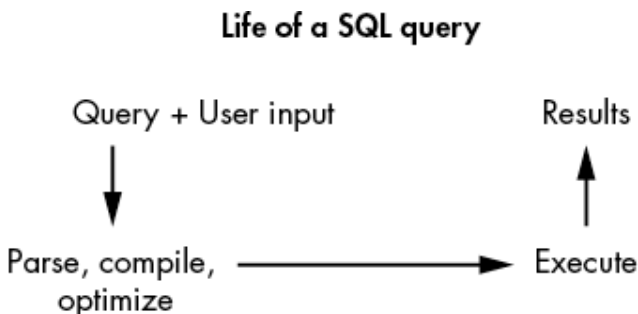 Life of a SQL query
Query + User input
Results
Parse, compile,
optimize
Execute